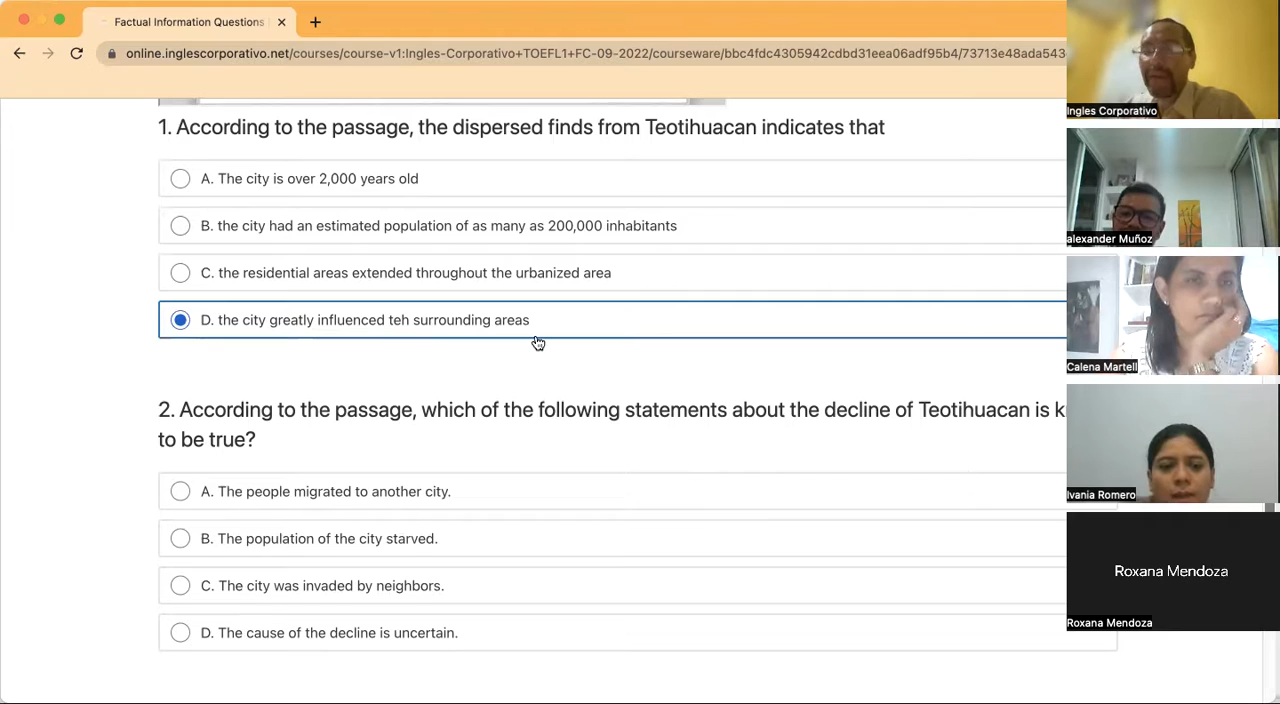 Factual Information Questions
online.inglescorporativo.net/courses/course-v1:Ingles-Corporativo+TOEFL1+FC-09-2022/courseware/bbc4fdc4305942cdbd31eea06adf95b4/73713e48ada543
1. According to the passage, the dispersed finds from Teotihuacan indicates that
A. The city is over 2,000 years old
B. the city had an estimated population of as many as 200,000 inhabitants
C. the residential areas extended throughout the urbanized area
D. the city greatly influenced teh surrounding areas
2. According to the passage, which of the following statements about the decline of Teotihuacan is k
to be true?
A. The people migrated to another city.
B. The population of the city starved.
C. The city was invaded by neighbors.
D. The cause of the decline is uncertain.
Ingles Corporativo
alexander Muñoz
Calena Martell
Ivania Romero
Roxana Mendoza
Roxana Mendoza